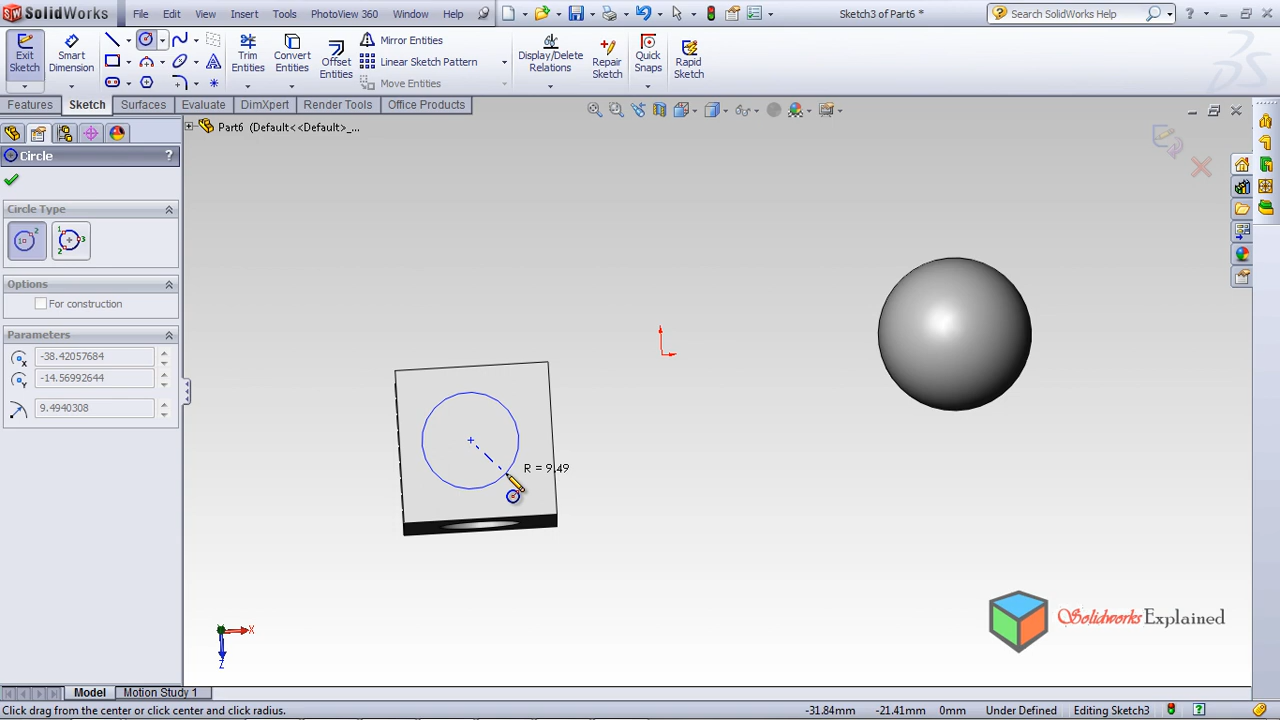 SolidWorks File Edit View Insert Tools PhotoView 360 Window Help Sketch3 of Part6 * Search SolidWorks Help
Exit Sketch
Smart Dimension
Trim Entities
Convert Entities
Offset Entities
Mirror Entities
Linear Sketch Pattern
Move Entities
Display/Delete Relations
Repair Sketch
Quick Snaps
Rapid Sketch
Features Sketch Surfaces Evaluate DimXpert Render Tools Office Products
Part6 (Default<<Default>_...
Circle ?
Circle Type
Options
For construction
Parameters
-38.42057684
-14.56992644
9.4940308
R = 9.49
X
Z
Solidworks Explained
Model Motion Study 1
Click drag from the center or click center and click radius. -31.84mm -21.41mm 0mm Under Defined Editing Sketch3